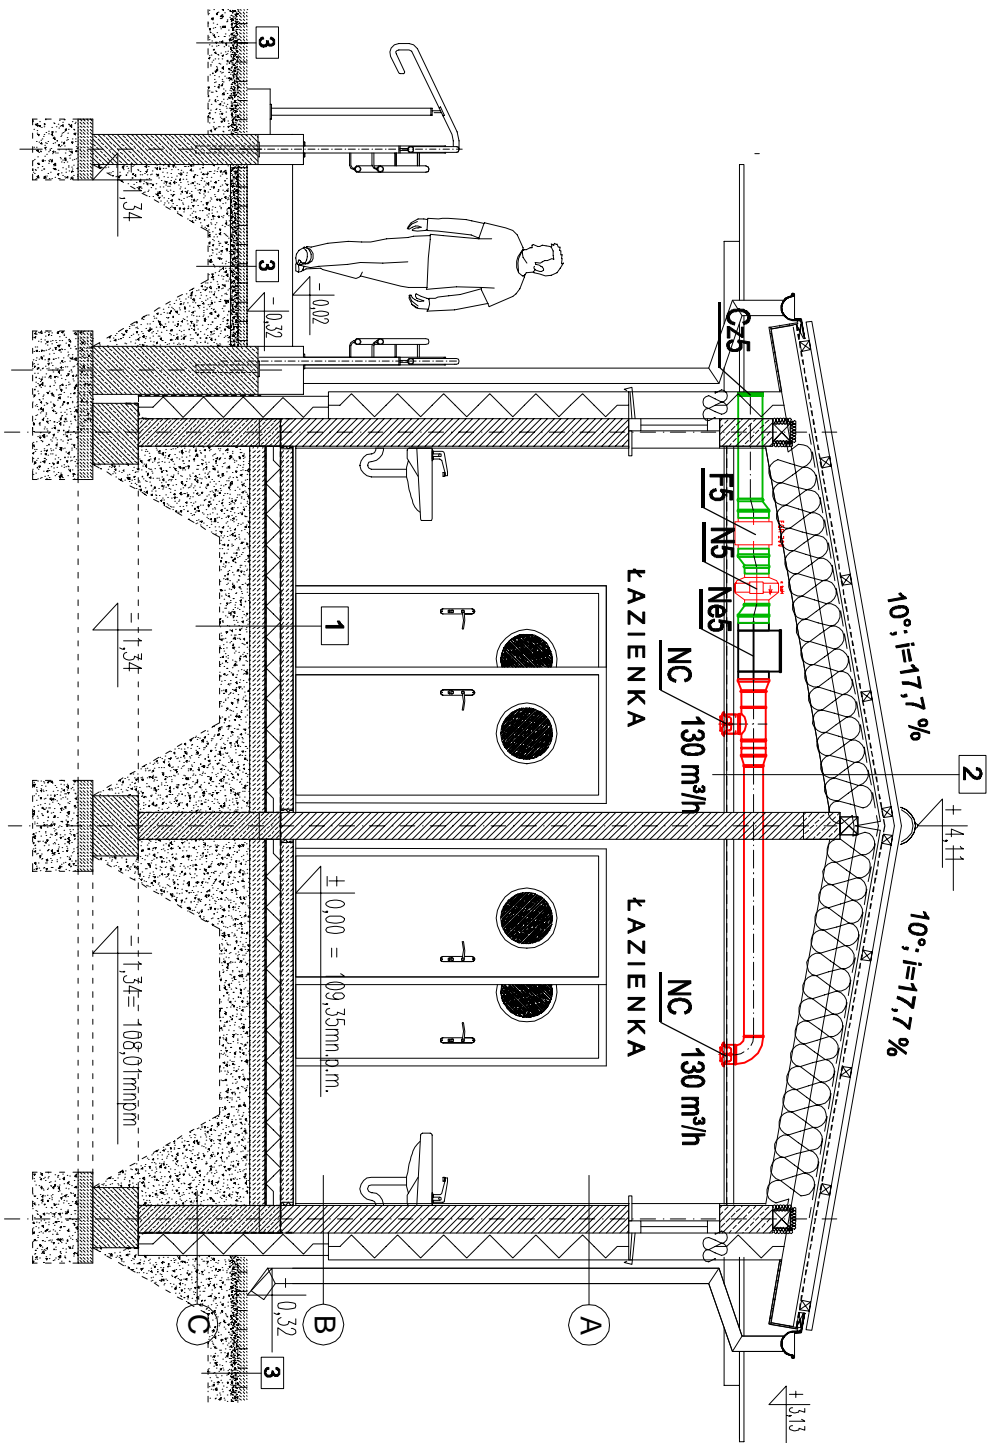 10°; i=17,7 %
10°; i=17,7 %
2
+ 4,11
+ 3,13
Cz5
F5
N5
Ne5
NC 130 m³/h
NC 130 m³/h
ŁAZIENKA
ŁAZIENKA
A
B
C
1
± 0,00 = 109,35mn.p.m.
- 0,02
- 0,32
- 0,32
3
3
3
- 1,34
- 1,34
- 1,34= 108,01mnpm